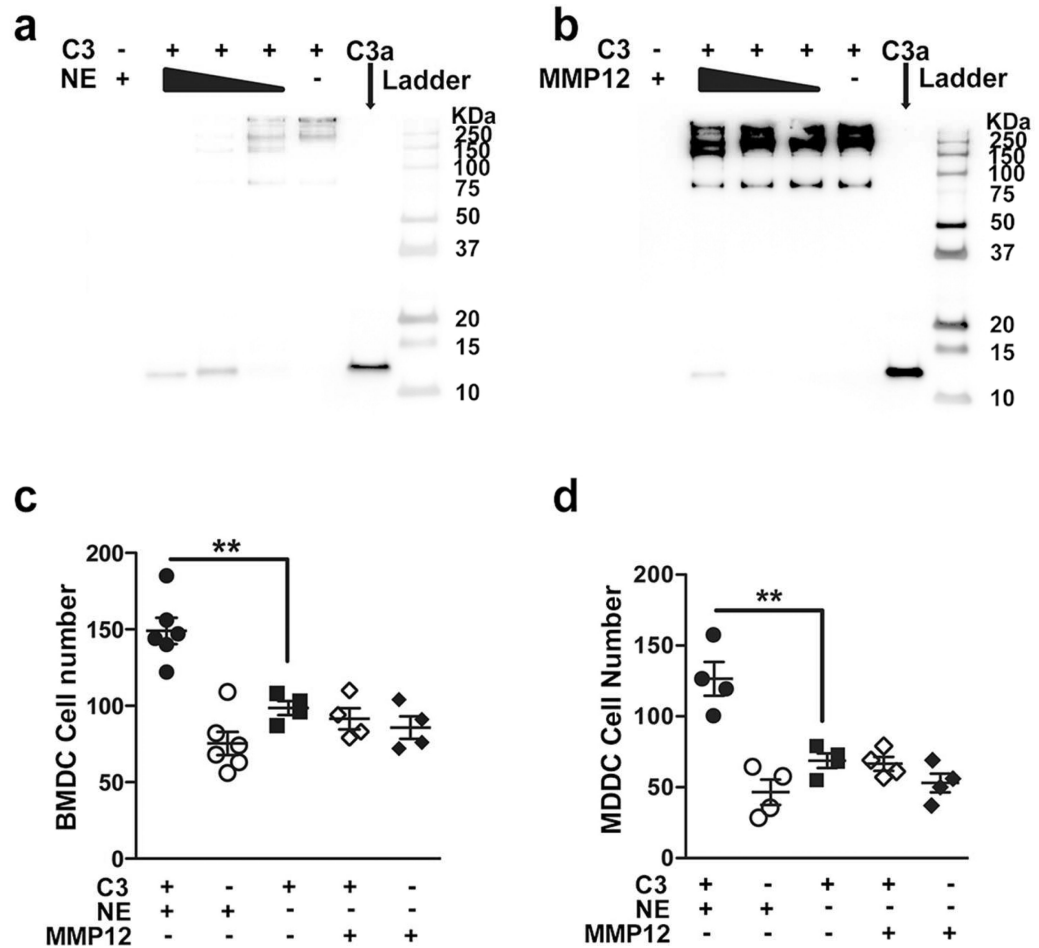 a
C3 - + + + + C3a
NE + - Ladder
KDa
250
150
100
75
50
37
20
15
10
b
C3 - + + + + C3a
MMP12 + - Ladder
KDa
250
150
100
75
50
37
20
15
10
c
**
BMDC Cell number
200
150
100
50
0
C3 + - + + -
NE + + - - -
MMP12 - - - + +
d
**
MDDC Cell Number
200
150
100
50
0
C3 + - + + -
NE + + - - -
MMP12 - - - + +